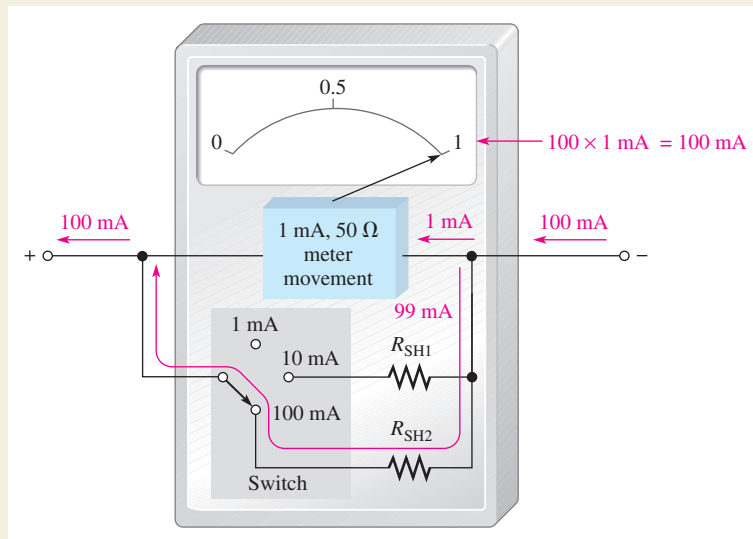 0.5
0
1
100 × 1 mA = 100 mA
100 mA
1 mA, 50 Ω
meter
movement
1 mA
100 mA
+
−
99 mA
1 mA
10 mA
R_SH1
100 mA
R_SH2
Switch